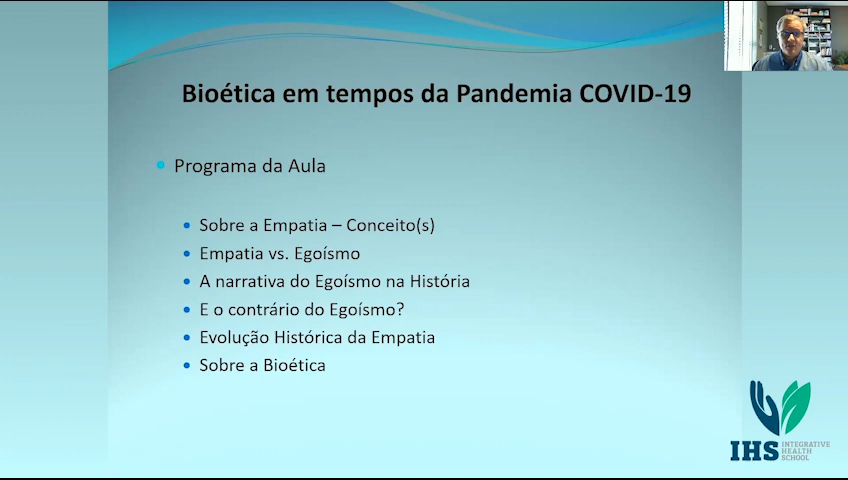 Bioética em tempos da Pandemia COVID-19
Programa da Aula
Sobre a Empatia – Conceito(s)
Empatia vs. Egoísmo
A narrativa do Egoísmo na História
E o contrário do Egoísmo?
Evolução Histórica da Empatia
Sobre a Bioética
IHS
INTEGRATIVE
HEALTH
SCHOOL